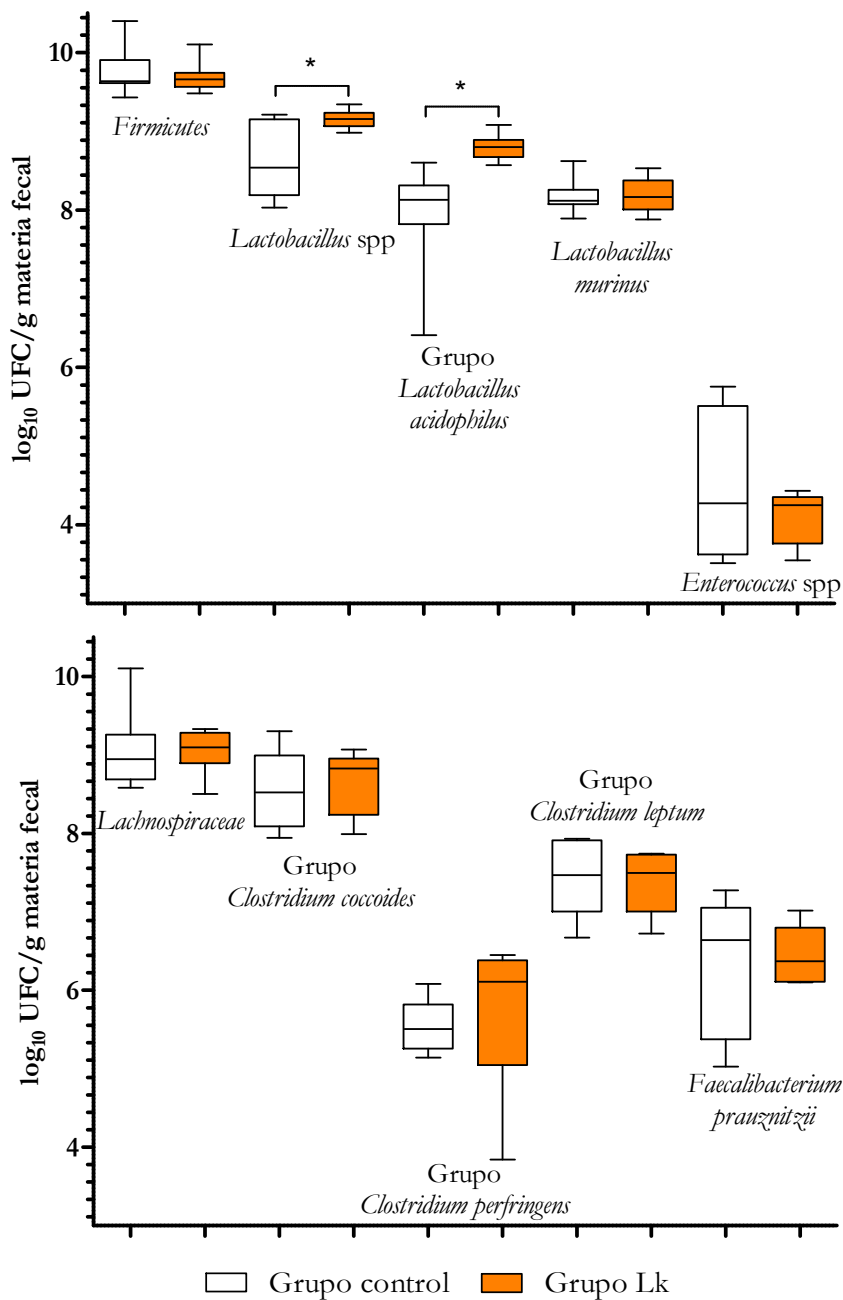 log₁₀ UFC/g materia fecal
10
8
6
4
*
*
Firmicutes
Lactobacillus spp
Grupo
Lactobacillus
acidophilus
Lactobacillus
murinus
Enterococcus spp
log₁₀ UFC/g materia fecal
10
8
6
4
Lachnospiraceae
Grupo
Clostridium coccoides
Grupo
Clostridium perfringens
Grupo
Clostridium leptum
Faecalibacterium
prauznitzii
Grupo control
Grupo Lk